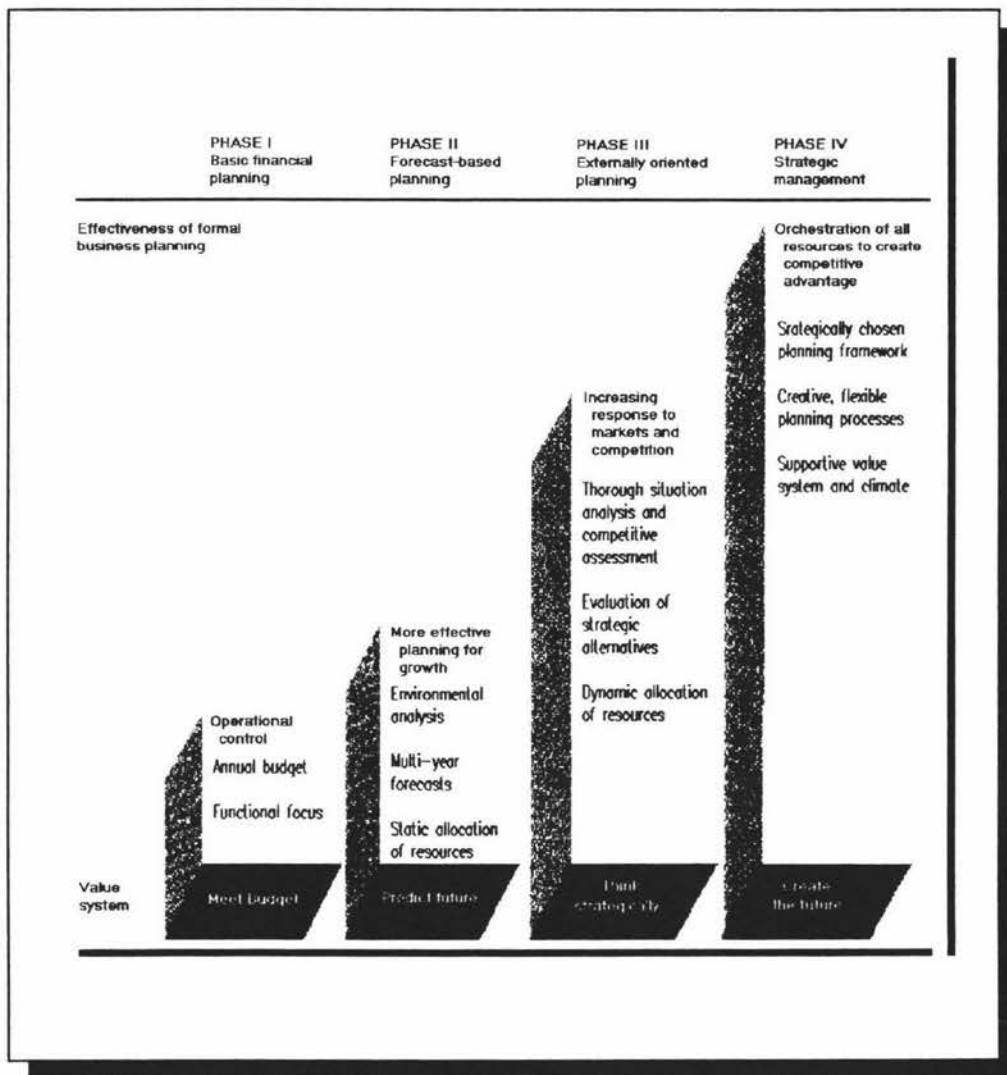 PHASE I
Basic financial
planning
PHASE II
Forecast-based
planning
PHASE III
Externally oriented
planning
PHASE IV
Strategic
management
Effectiveness of formal
business planning
Operational
control
Annual budget
Functional focus
More effective
planning for
growth
Environmental
analysis
Multi-year
forecasts
Static allocation
of resources
Increasing
response to
markets and
competition
Thorough situation
analysis and
competitive
assessment
Evaluation of
strategic
alternatives
Dynamic allocation
of resources
Orchestration of all
resources to create
competitive
advantage
Srategically chosen
planning framework
Creative, flexible
planning processes
Supportive value
system and climate
Value
system
Meet Budget
Predict future
Think
strategically
Create
the future